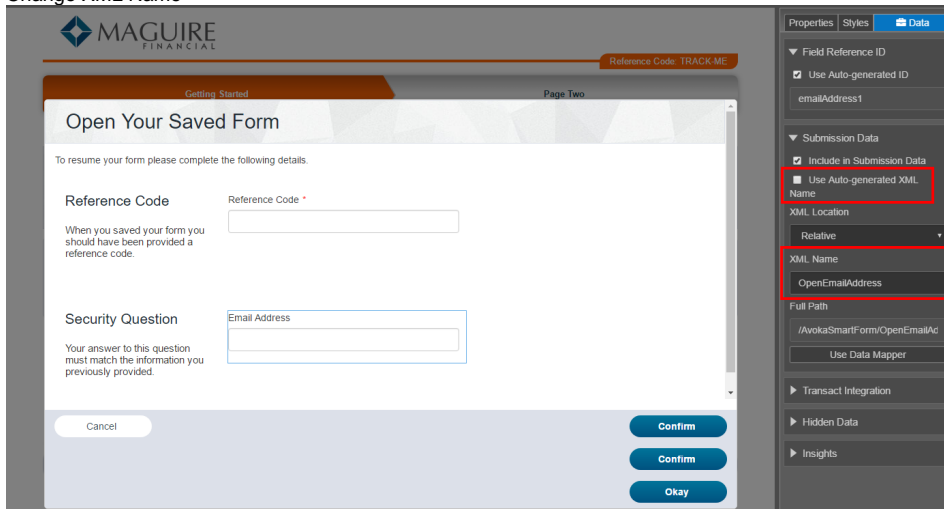 Change XML Name
MAGUIRE
FINANCIAL
Reference Code: TRACK-ME
Getting Started
Page Two
Open Your Saved Form
To resume your form please complete the following details.
Reference Code
When you saved your form you
should have been provided a
reference code.
Reference Code *
Security Question
Your answer to this question
must match the information you
previously provided.
Email Address
Cancel
Confirm
Confirm
Okay
Properties
Styles
Data
Field Reference ID
Use Auto-generated ID
emailAddress1
Submission Data
Include in Submission Data
Use Auto-generated XML
Name
XML Location
Relative
XML Name
OpenEmailAddress
Full Path
/AvokaSmartForm/OpenEmailAd
Use Data Mapper
Transact Integration
Hidden Data
Insights